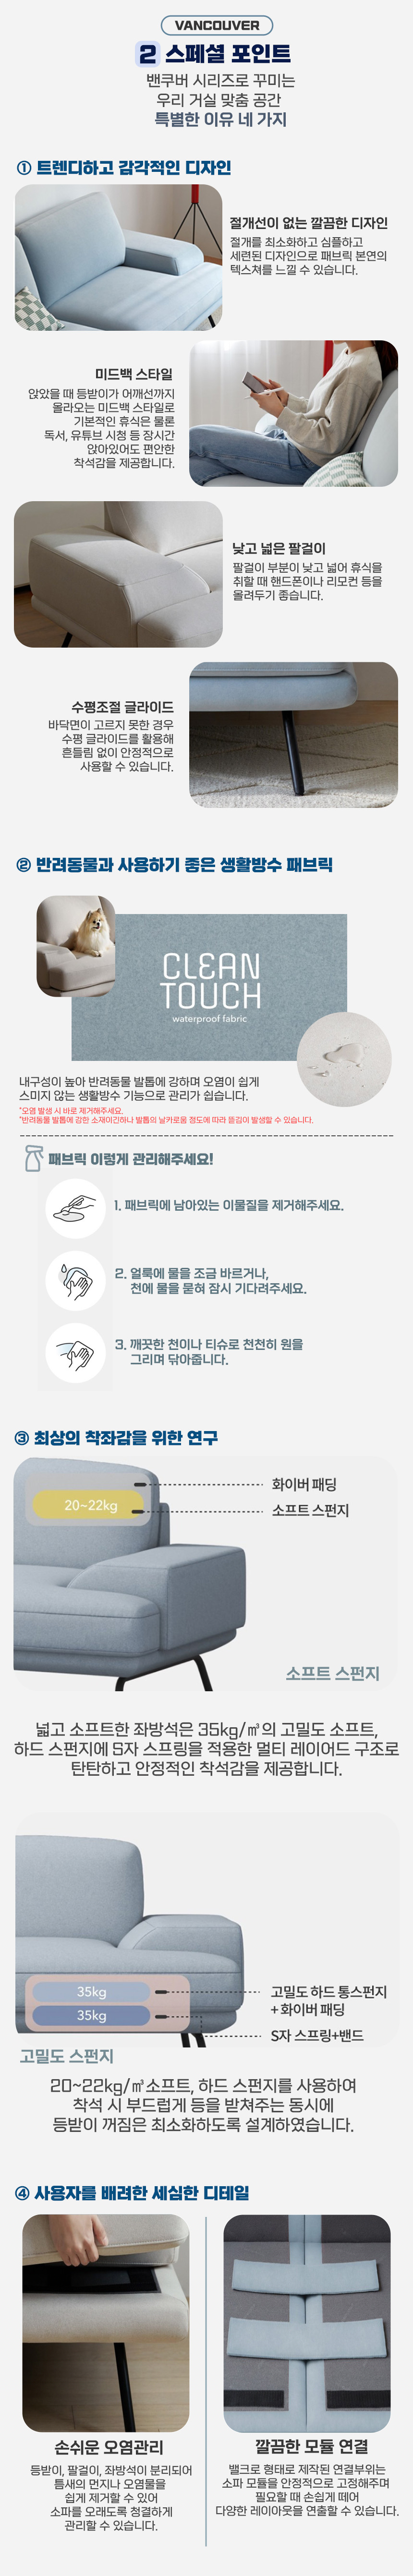 VANCOUVER
2 스페셜 포인트
밴쿠버 시리즈로 꾸미는
우리 거실 맞춤 공간
특별한 이유 네 가지
① 트렌디하고 감각적인 디자인
절개선이 없는 깔끔한 디자인
절개를 최소화하고 심플하고
세련된 디자인으로 패브릭 본연의
텍스쳐를 느낄 수 있습니다.
미드백 스타일
앉았을 때 등받이가 어깨선까지
올라오는 미드백 스타일로
기본적인 휴식은 물론
독서, 유튜브 시청 등 장시간
앉아있어도 편안한
착석감을 제공합니다.
낮고 넓은 팔걸이
팔걸이 부분이 낮고 넓어 휴식을
취할 때 핸드폰이나 리모컨 등을
올려두기 좋습니다.
수평조절 글라이드
바닥면이 고르지 못한 경우
수평 글라이드를 활용해
흔들림 없이 안정적으로
사용할 수 있습니다.
② 반려동물과 사용하기 좋은 생활방수 패브릭
CLEAN
TOUCH
waterproof fabric
내구성이 높아 반려동물 발톱에 강하며 오염이 쉽게
스미지 않는 생활방수 기능으로 관리가 쉽습니다.
*오염 발생 시 바로 제거해주세요.
*반려동물 발톱에 강한 소재이긴하나 발톱의 날카로움 정도에 따라 뜯김이 발생할 수 있습니다.
패브릭 이렇게 관리해주세요!
1. 패브릭에 남아있는 이물질을 제거해주세요.
2. 얼룩에 물을 조금 바르거나,
천에 물을 묻혀 잠시 기다려주세요.
3. 깨끗한 천이나 티슈로 천천히 원을
그리며 닦아줍니다.
③ 최상의 착좌감을 위한 연구
화이버 패딩
20~22kg
소프트 스펀지
소프트 스펀지
넓고 소프트한 좌방석은 35kg/㎥의 고밀도 소프트,
하드 스펀지에 S자 스프링을 적용한 멀티 레이어드 구조로
탄탄하고 안정적인 착석감을 제공합니다.
35kg
고밀도 하드 통스펀지
+ 화이버 패딩
35kg
S자 스프링+밴드
고밀도 스펀지
20~22kg/㎥소프트, 하드 스펀지를 사용하여
착석 시 부드럽게 등을 받쳐주는 동시에
등받이 꺼짐은 최소화하도록 설계하였습니다.
④ 사용자를 배려한 세심한 디테일
손쉬운 오염관리
등받이, 팔걸이, 좌방석이 분리되어
틈새의 먼지나 오염물을
쉽게 제거할 수 있어
소파를 오래도록 청결하게
관리할 수 있습니다.
깔끔한 모듈 연결
밸크로 형태로 제작된 연결부위는
소파 모듈을 안정적으로 고정해주며
필요할 때 손쉽게 떼어
다양한 레이아웃을 연출할 수 있습니다.